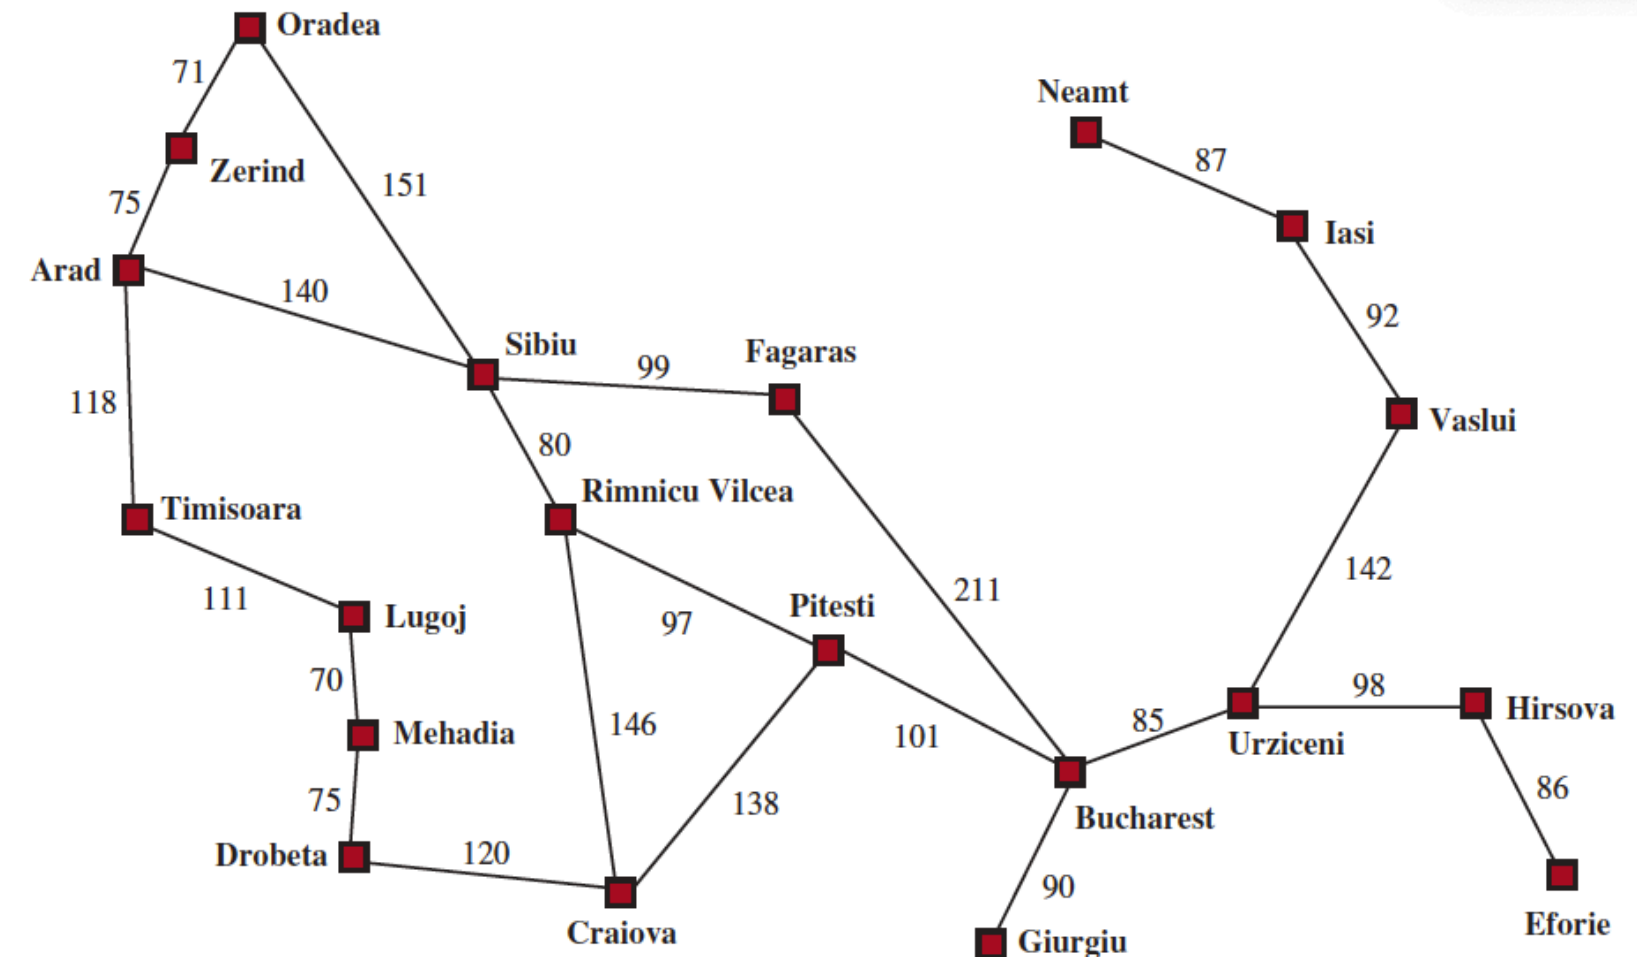 Oradea
71
Neamt
87
Zerind
151
75
Iasi
Arad
140
92
Sibiu
Fagaras
99
118
Vaslui
80
Rimnicu Vilcea
Timisoara
142
211
111
Pitesti
Lugoj
97
70
98
Hirsova
146
85
Mehadia
101
Urziceni
86
75
138
Bucharest
Drobeta
120
90
Eforie
Craiova
Giurgiu